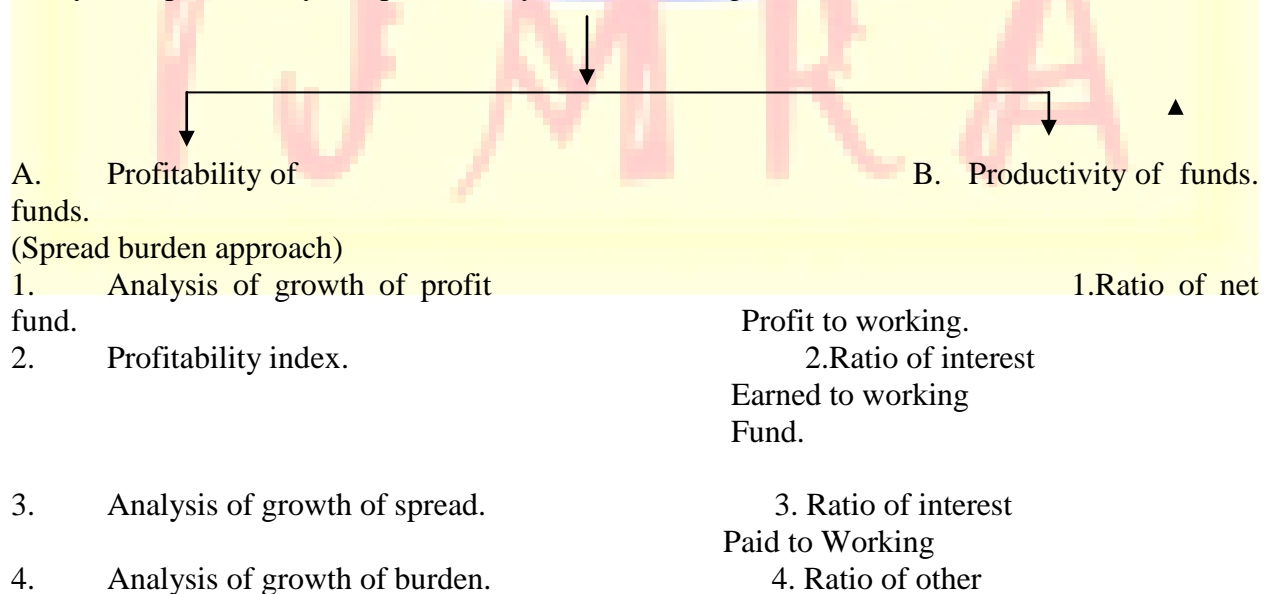 IJMRA
A. Profitability of B. Productivity of funds.
funds.
(Spread burden approach)
1. Analysis of growth of profit 1.Ratio of net
fund. Profit to working.
2. Profitability index. 2.Ratio of interest
Earned to working
Fund.
3. Analysis of growth of spread. 3. Ratio of interest
Paid to Working
4. Analysis of growth of burden. 4. Ratio of other